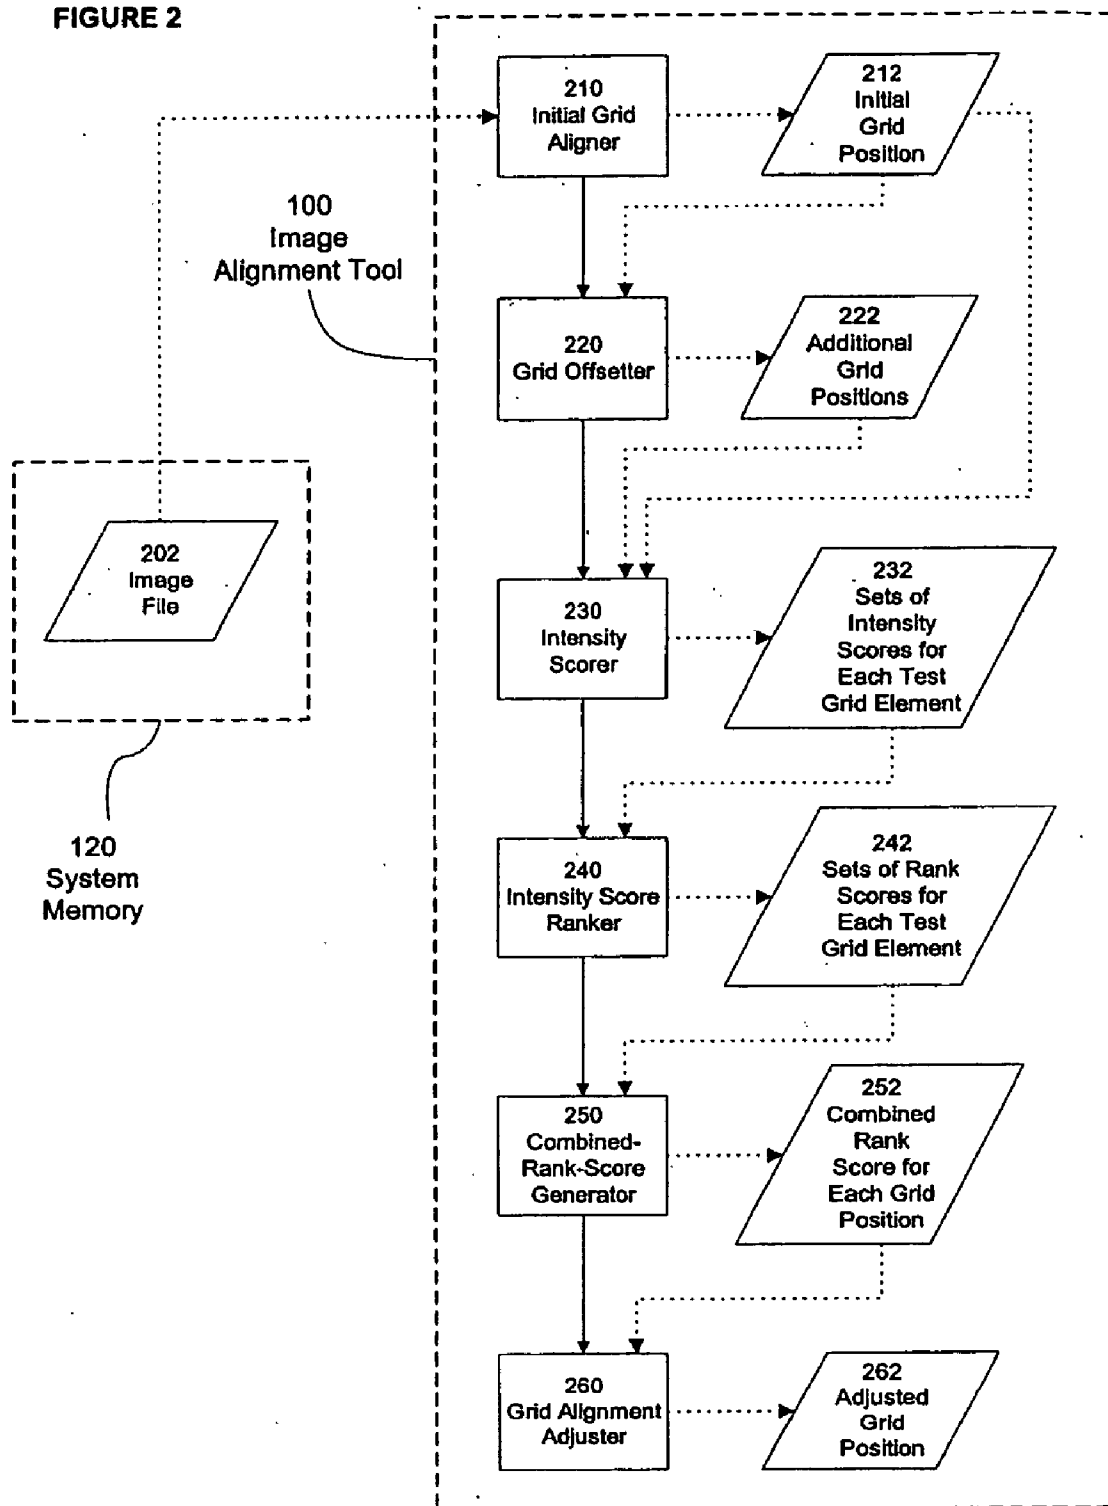 FIGURE 2
210
Initial Grid
Aligner
212
Initial
Grid
Position
100
Image
Alignment Tool
220
Grid Offsetter
222
Additional
Grid
Positions
202
Image
File
230
Intensity
Scorer
232
Sets of
Intensity
Scores for
Each Test
Grid Element
120
System
Memory
240
Intensity Score
Ranker
242
Sets of Rank
Scores for
Each Test
Grid Element
250
Combined-
Rank-Score
Generator
252
Combined
Rank
Score for
Each Grid
Position
260
Grid Alignment
Adjuster
262
Adjusted
Grid
Position